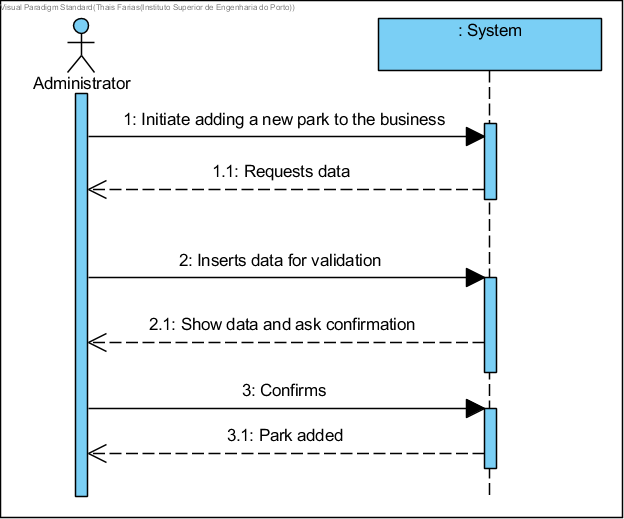 Visual Paradigm Standard(Thais Farias(Instituto Superior de Engenharia do Porto))
: System
Administrator
1: Initiate adding a new park to the business
1.1: Requests data
2: Inserts data for validation
2.1: Show data and ask confirmation
3: Confirms
3.1: Park added